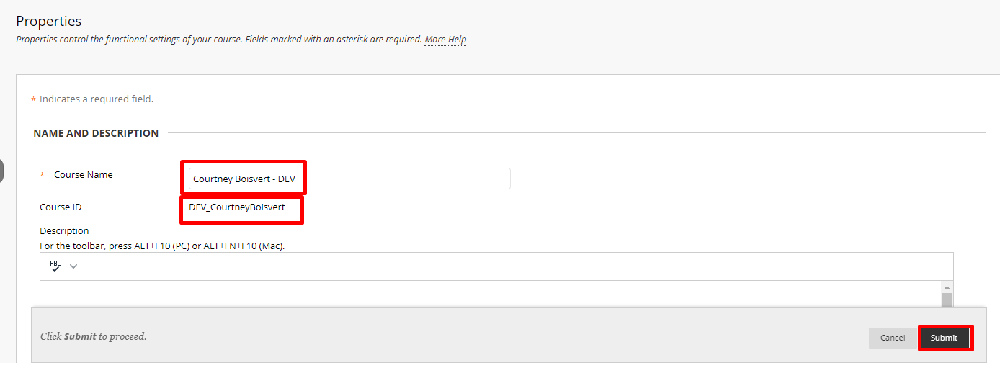 Properties
Properties control the functional settings of your course. Fields marked with an asterisk are required. More Help
* Indicates a required field.
NAME AND DESCRIPTION
* Course Name
Courtney Boisvert - DEV
Course ID
DEV_CourtneyBoisvert
Description
For the toolbar, press ALT+F10 (PC) or ALT+FN+F10 (Mac).
ABC
Click Submit to proceed.
Cancel
Submit